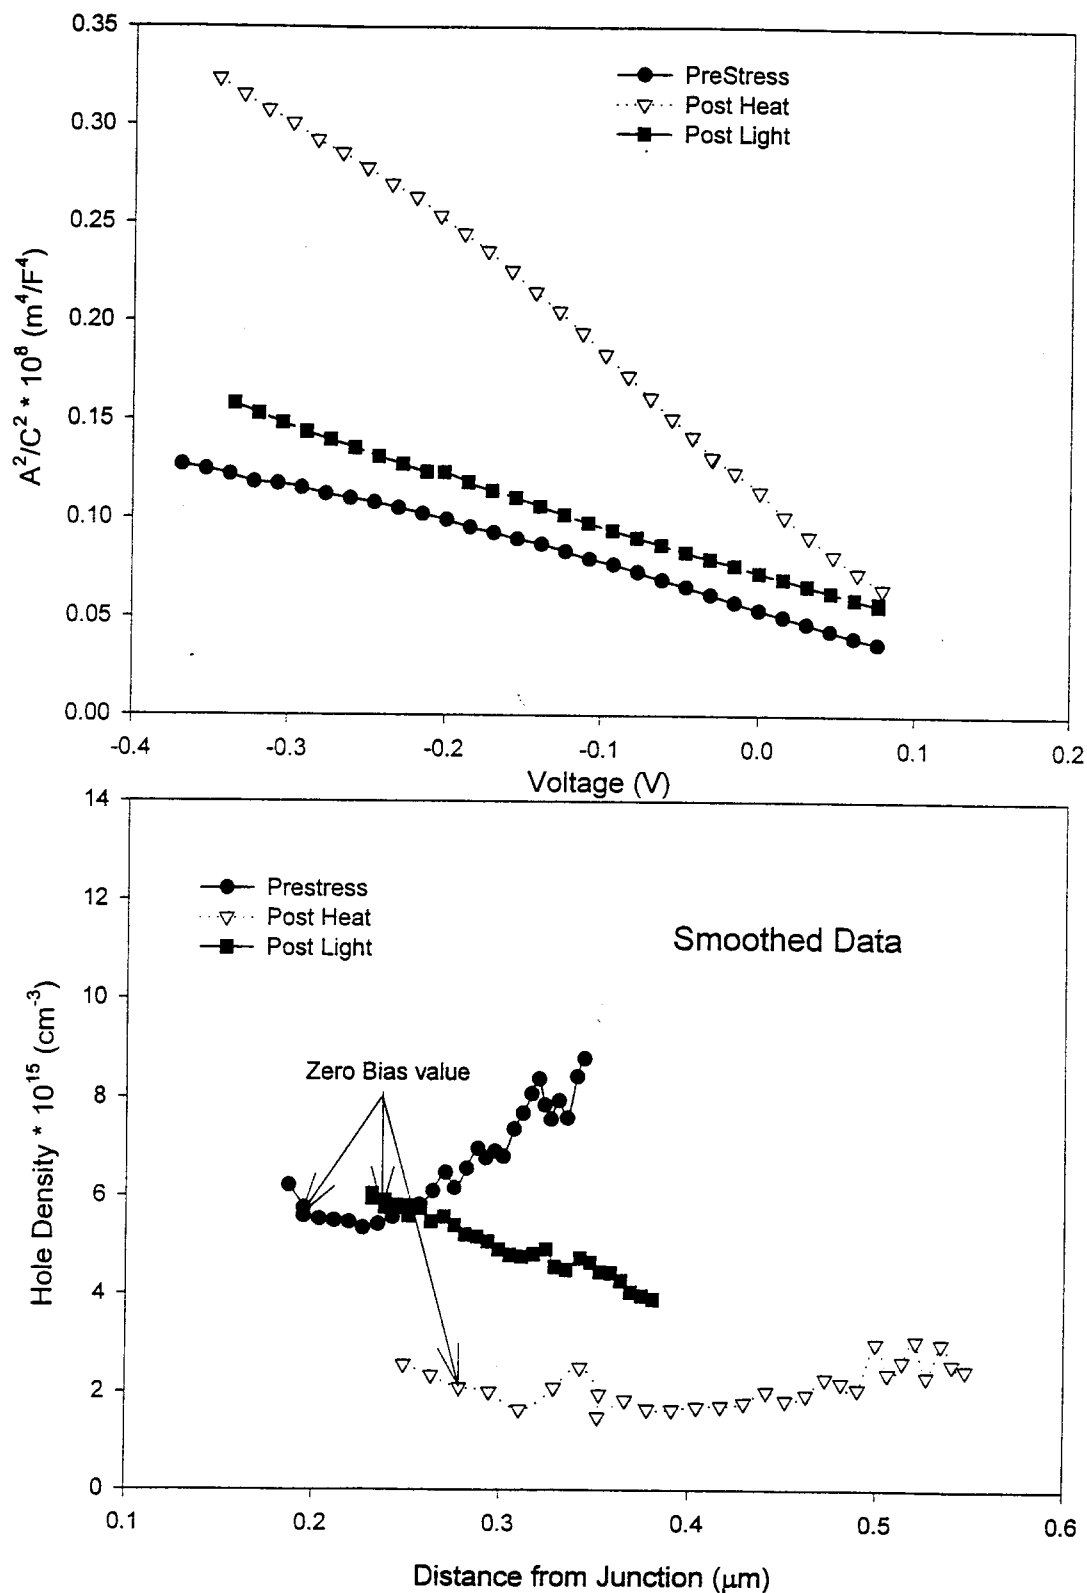 0.35
0.30
0.25
0.20
0.15
0.10
0.05
0.00
A²/C² * 10⁸ (m⁴/F⁴)
PreStress
Post Heat
Post Light
-0.4 -0.3 -0.2 -0.1 0.0 0.1 0.2
Voltage (V)
14
12
10
8
6
4
2
0
Hole Density * 10¹⁵ (cm⁻³)
Prestress
Post Heat
Post Light
Smoothed Data
Zero Bias value
0.1 0.2 0.3 0.4 0.5 0.6
Distance from Junction (μm)